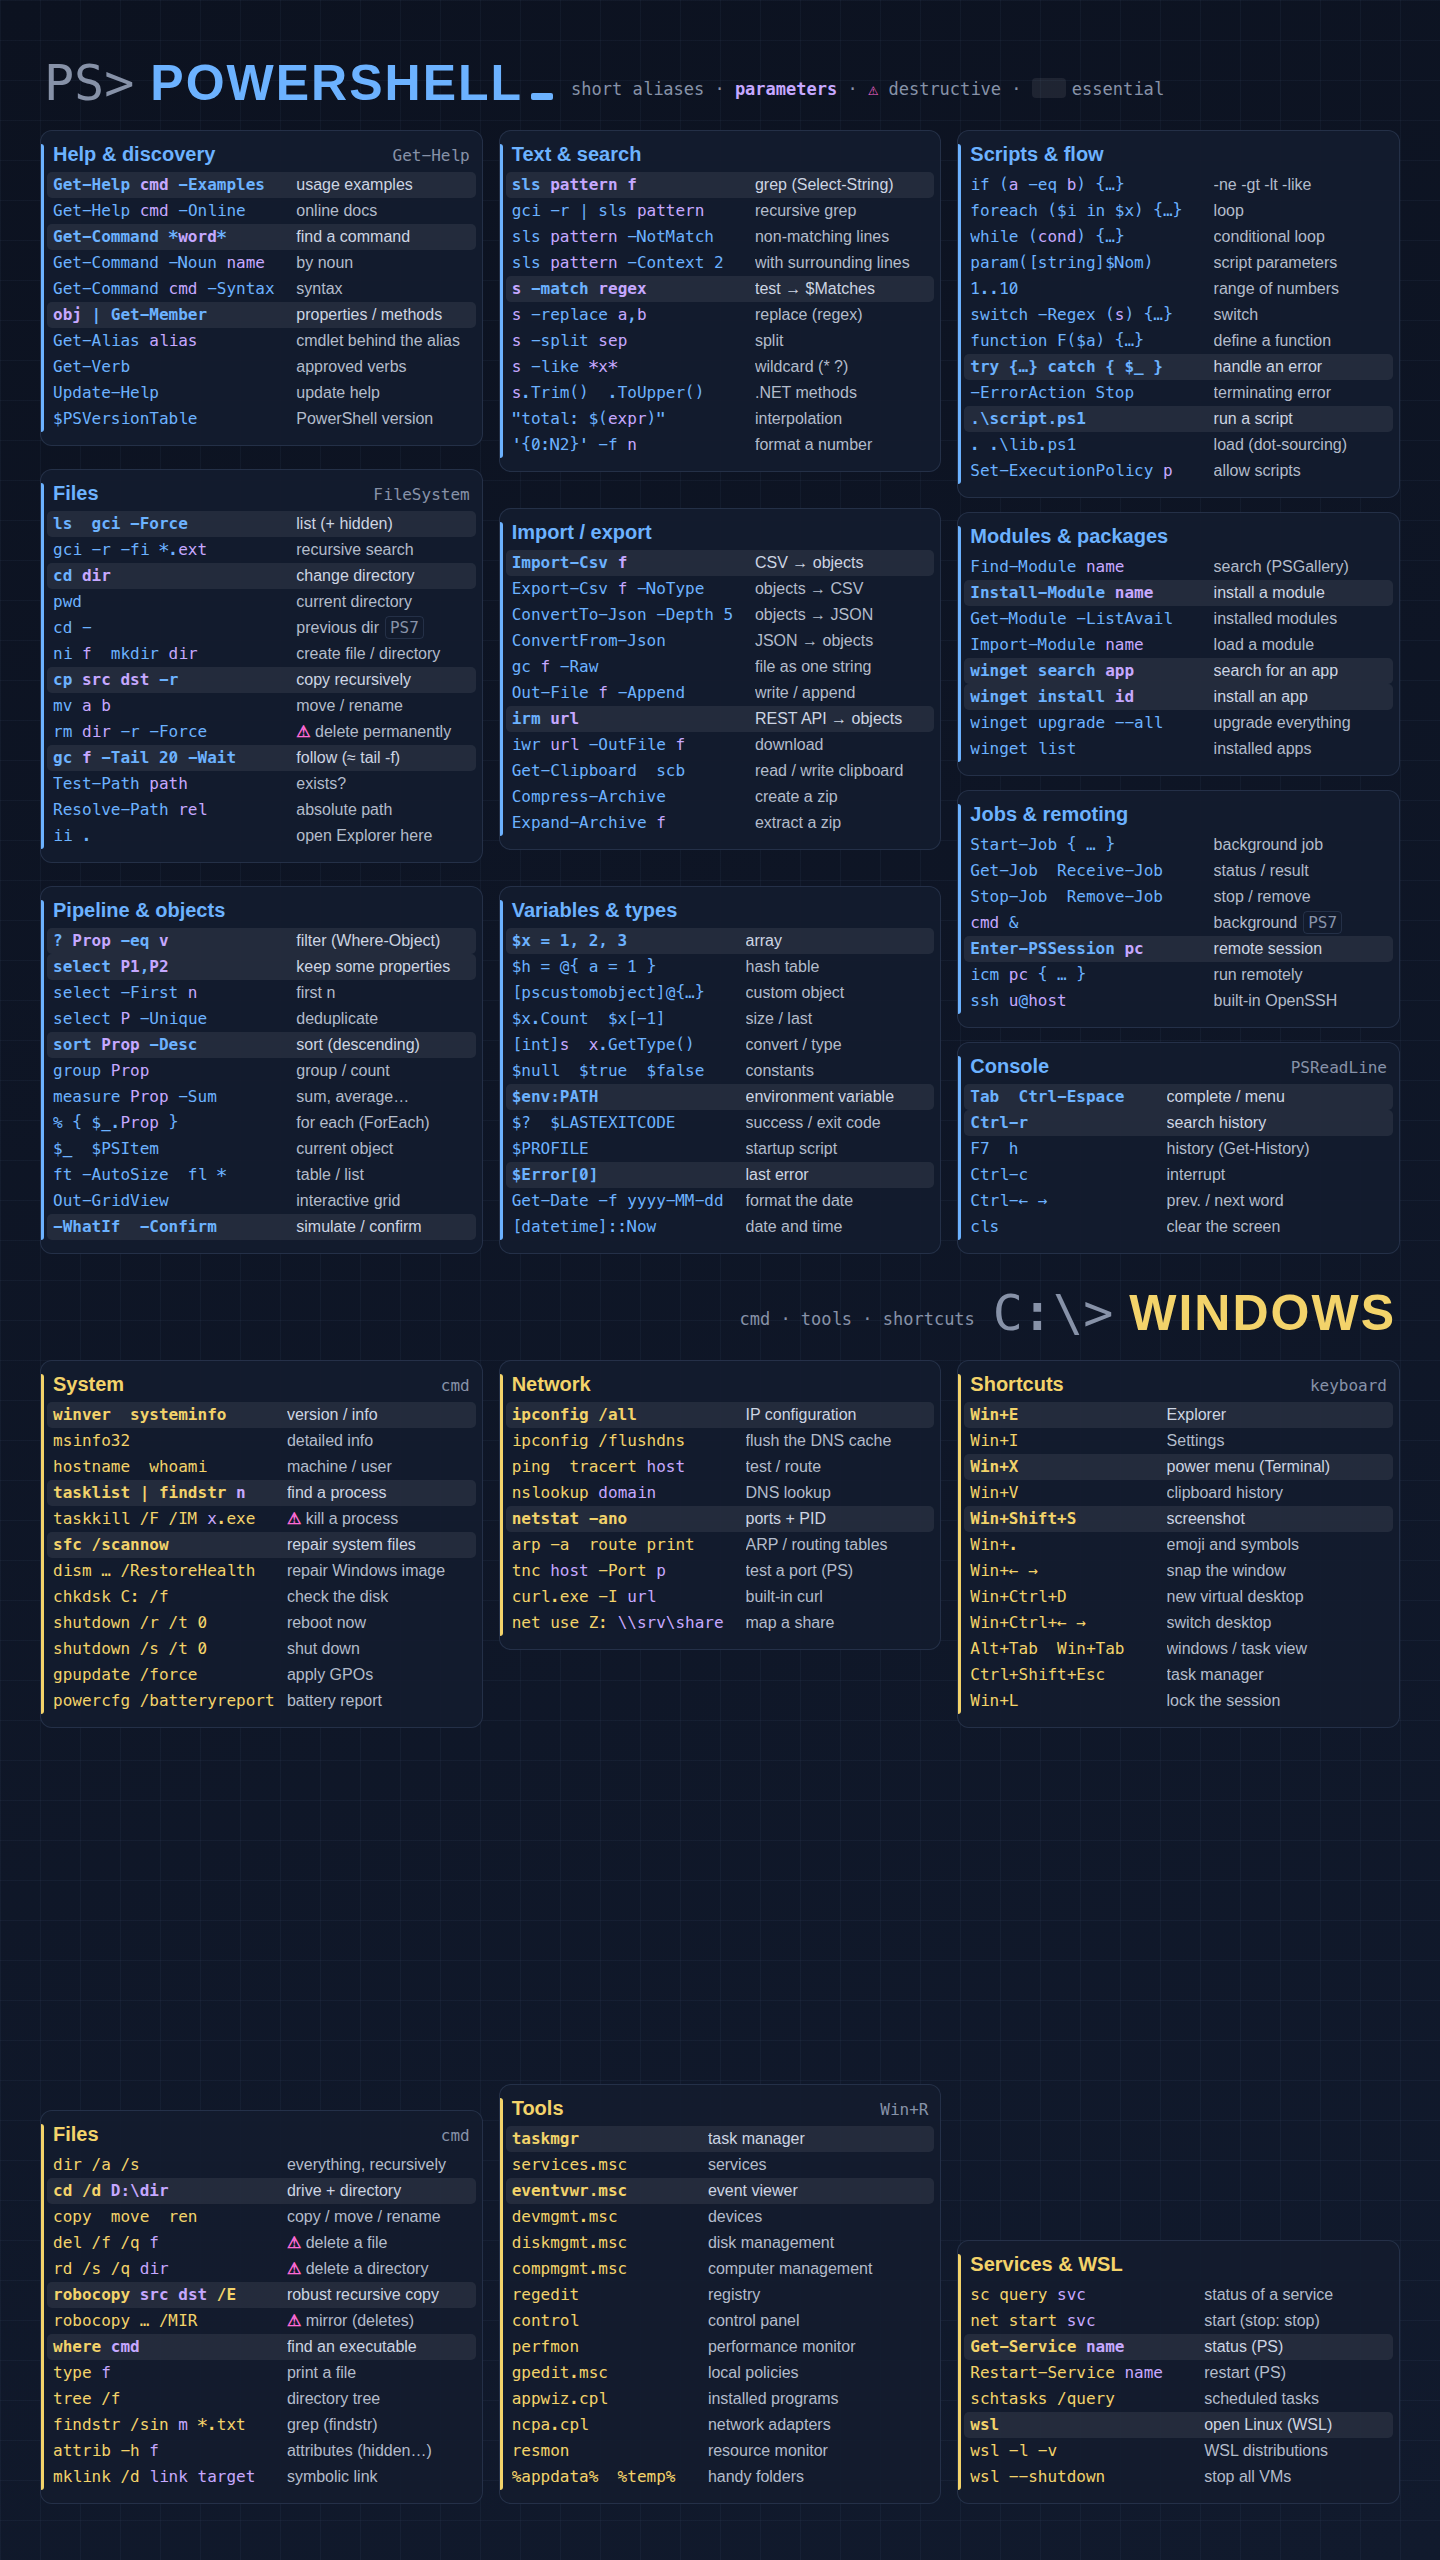 PS> POWERSHELL_ short aliases · parameters · ⚠ destructive · essential
Help & discovery Get-Help
Get-Help cmd -Examples usage examples
Get-Help cmd -Online online docs
Get-Command *word* find a command
Get-Command -Noun name by noun
Get-Command cmd -Syntax syntax
obj | Get-Member properties / methods
Get-Alias alias cmdlet behind the alias
Get-Verb approved verbs
Update-Help update help
$PSVersionTable PowerShell version
Files FileSystem
ls gci -Force list (+ hidden)
gci -r -fi *.ext recursive search
cd dir change directory
pwd current directory
cd - previous dir PS7
ni f mkdir dir create file / directory
cp src dst -r copy recursively
mv a b move / rename
rm dir -r -Force ⚠ delete permanently
gc f -Tail 20 -Wait follow (≈ tail -f)
Test-Path path exists?
Resolve-Path rel absolute path
ii . open Explorer here
Pipeline & objects
? Prop -eq v filter (Where-Object)
select P1,P2 keep some properties
select -First n first n
select P -Unique deduplicate
sort Prop -Desc sort (descending)
group Prop group / count
measure Prop -Sum sum, average…
% { $_.Prop } for each (ForEach)
$_ $PSItem current object
ft -AutoSize fl * table / list
Out-GridView interactive grid
-WhatIf -Confirm simulate / confirm
Text & search
sls pattern f grep (Select-String)
gci -r | sls pattern recursive grep
sls pattern -NotMatch non-matching lines
sls pattern -Context 2 with surrounding lines
s -match regex test → $Matches
s -replace a,b replace (regex)
s -split sep split
s -like *x* wildcard (* ?)
s.Trim() .ToUpper() .NET methods
"total: $(expr)" interpolation
'{0:N2}' -f n format a number
Import / export
Import-Csv f CSV → objects
Export-Csv f -NoType objects → CSV
ConvertTo-Json -Depth 5 objects → JSON
ConvertFrom-Json JSON → objects
gc f -Raw file as one string
Out-File f -Append write / append
irm url REST API → objects
iwr url -OutFile f download
Get-Clipboard scb read / write clipboard
Compress-Archive create a zip
Expand-Archive f extract a zip
Variables & types
$x = 1, 2, 3 array
$h = @{ a = 1 } hash table
[pscustomobject]@{…} custom object
$x.Count $x[-1] size / last
[int]s x.GetType() convert / type
$null $true $false constants
$env:PATH environment variable
$? $LASTEXITCODE success / exit code
$PROFILE startup script
$Error[0] last error
Get-Date -f yyyy-MM-dd format the date
[datetime]::Now date and time
Scripts & flow
if (a -eq b) {…} -ne -gt -lt -like
foreach ($i in $x) {…} loop
while (cond) {…} conditional loop
param([string]$Nom) script parameters
1..10 range of numbers
switch -Regex (s) {…} switch
function F($a) {…} define a function
try {…} catch { $_ } handle an error
-ErrorAction Stop terminating error
.\script.ps1 run a script
. .\lib.ps1 load (dot-sourcing)
Set-ExecutionPolicy p allow scripts
Modules & packages
Find-Module name search (PSGallery)
Install-Module name install a module
Get-Module -ListAvail installed modules
Import-Module name load a module
winget search app search for an app
winget install id install an app
winget upgrade --all upgrade everything
winget list installed apps
Jobs & remoting
Start-Job { … } background job
Get-Job Receive-Job status / result
Stop-Job Remove-Job stop / remove
cmd & background PS7
Enter-PSSession pc remote session
icm pc { … } run remotely
ssh u@host built-in OpenSSH
Console PSReadLine
Tab Ctrl-Espace complete / menu
Ctrl-r search history
F7 h history (Get-History)
Ctrl-c interrupt
Ctrl-← → prev. / next word
cls clear the screen
cmd · tools · shortcuts C:\> WINDOWS
System cmd
winver systeminfo version / info
msinfo32 detailed info
hostname whoami machine / user
tasklist | findstr n find a process
taskkill /F /IM x.exe ⚠ kill a process
sfc /scannow repair system files
dism … /RestoreHealth repair Windows image
chkdsk C: /f check the disk
shutdown /r /t 0 reboot now
shutdown /s /t 0 shut down
gpupdate /force apply GPOs
powercfg /batteryreport battery report
Files cmd
dir /a /s everything, recursively
cd /d D:\dir drive + directory
copy move ren copy / move / rename
del /f /q f ⚠ delete a file
rd /s /q dir ⚠ delete a directory
robocopy src dst /E robust recursive copy
robocopy … /MIR ⚠ mirror (deletes)
where cmd find an executable
type f print a file
tree /f directory tree
findstr /sin m *.txt grep (findstr)
attrib -h f attributes (hidden…)
mklink /d link target symbolic link
Network
ipconfig /all IP configuration
ipconfig /flushdns flush the DNS cache
ping tracert host test / route
nslookup domain DNS lookup
netstat -ano ports + PID
arp -a route print ARP / routing tables
tnc host -Port p test a port (PS)
curl.exe -I url built-in curl
net use Z: \\srv\share map a share
Tools Win+R
taskmgr task manager
services.msc services
eventvwr.msc event viewer
devmgmt.msc devices
diskmgmt.msc disk management
compmgmt.msc computer management
regedit registry
control control panel
perfmon performance monitor
gpedit.msc local policies
appwiz.cpl installed programs
ncpa.cpl network adapters
resmon resource monitor
%appdata% %temp% handy folders
Shortcuts keyboard
Win+E Explorer
Win+I Settings
Win+X power menu (Terminal)
Win+V clipboard history
Win+Shift+S screenshot
Win+. emoji and symbols
Win+← → snap the window
Win+Ctrl+D new virtual desktop
Win+Ctrl+← → switch desktop
Alt+Tab Win+Tab windows / task view
Ctrl+Shift+Esc task manager
Win+L lock the session
Services & WSL
sc query svc status of a service
net start svc start (stop: stop)
Get-Service name status (PS)
Restart-Service name restart (PS)
schtasks /query scheduled tasks
wsl open Linux (WSL)
wsl -l -v WSL distributions
wsl --shutdown stop all VMs